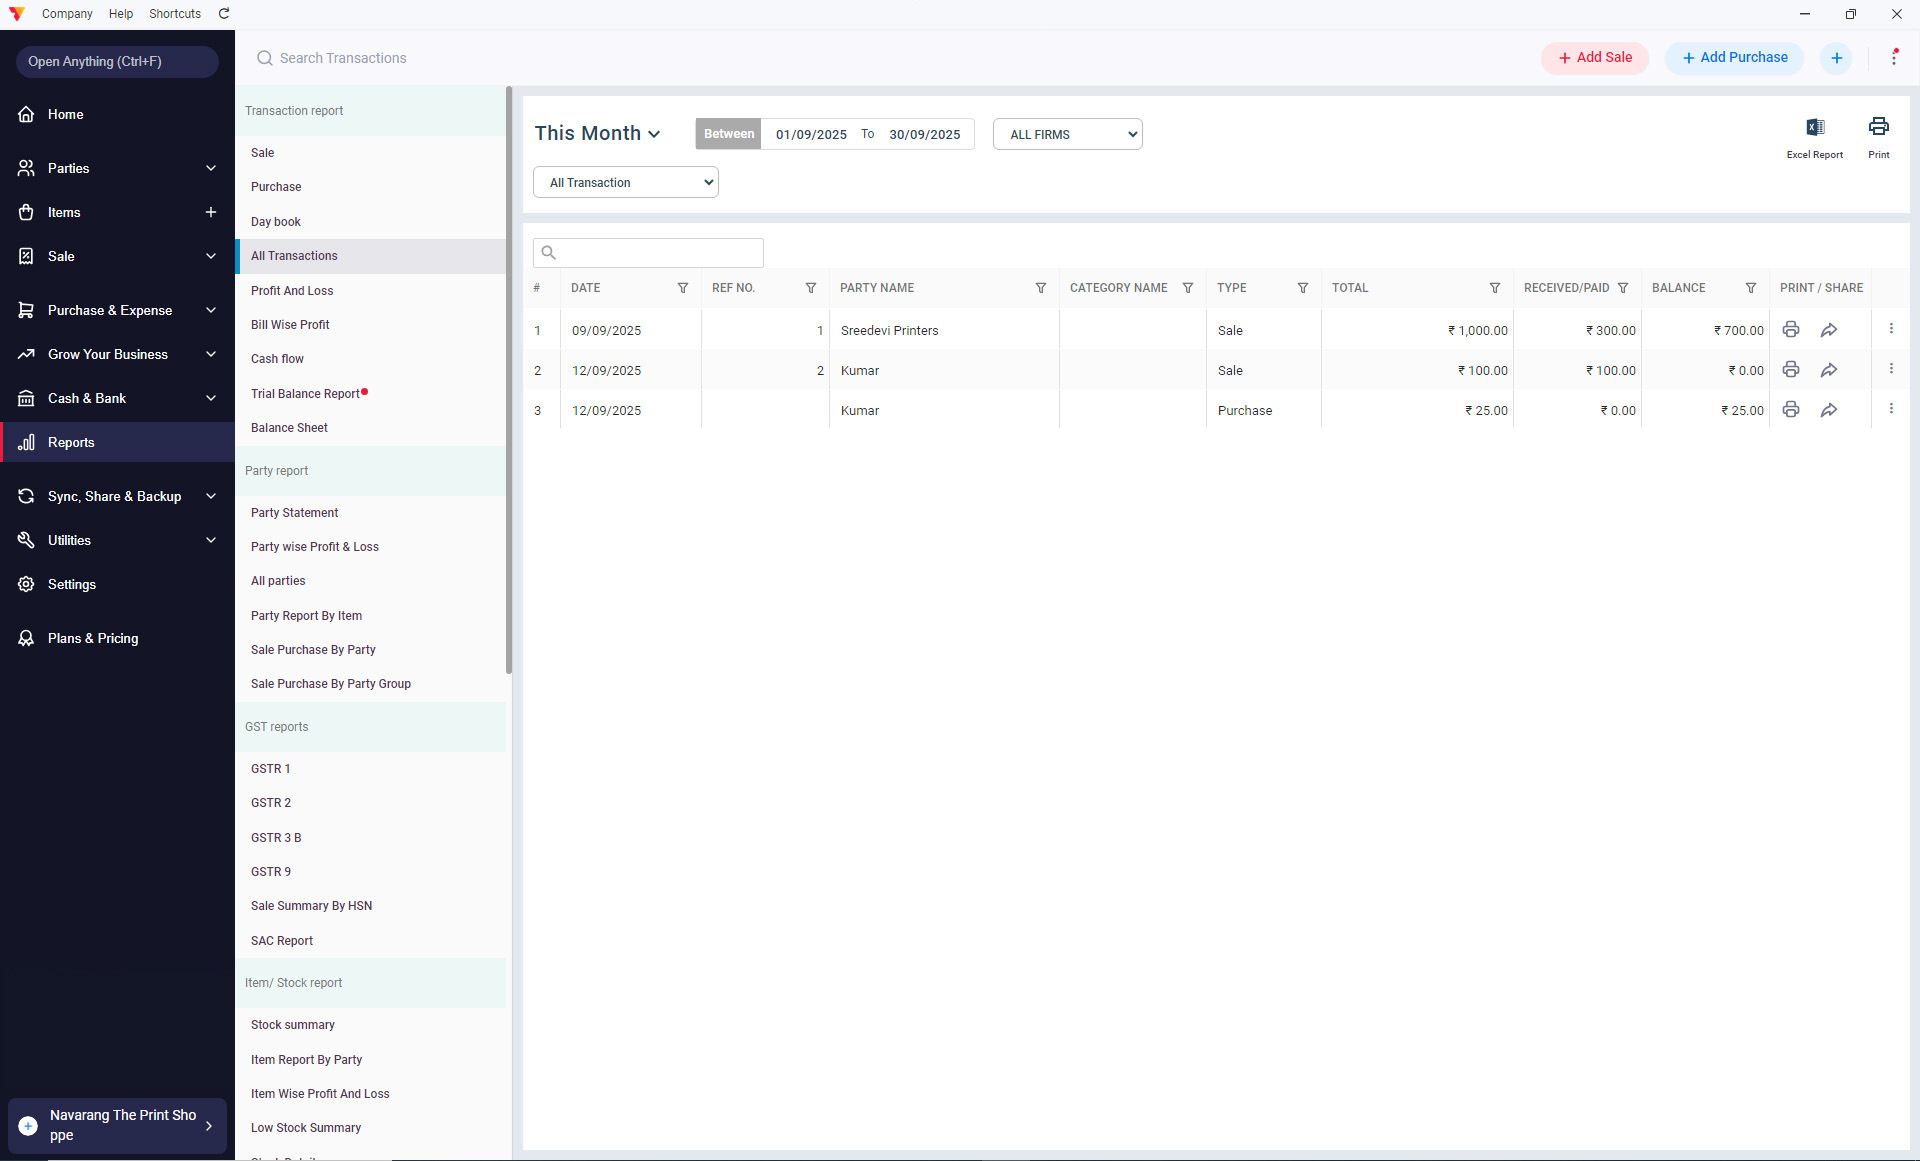 Company Help Shortcuts
Open Anything (Ctrl+F)
Search Transactions
Add Sale
Add Purchase
Home
Parties
Items
Sale
Purchase & Expense
Grow Your Business
Cash & Bank
Reports
Sync, Share & Backup
Utilities
Settings
Plans & Pricing
Navarang The Print Sho
ppe
Transaction report
Sale
Purchase
Day book
All Transactions
Profit And Loss
Bill Wise Profit
Cash flow
Trial Balance Report
Balance Sheet
Party report
Party Statement
Party wise Profit & Loss
All parties
Party Report By Item
Sale Purchase By Party
Sale Purchase By Party Group
GST reports
GSTR 1
GSTR 2
GSTR 3 B
GSTR 9
Sale Summary By HSN
SAC Report
Item/ Stock report
Stock summary
Item Report By Party
Item Wise Profit And Loss
Low Stock Summary
This Month
Between 01/09/2025 To 30/09/2025
ALL FIRMS
Excel Report
Print
All Transaction
# DATE REF NO. PARTY NAME CATEGORY NAME TYPE TOTAL RECEIVED/PAID BALANCE PRINT / SHARE
1 09/09/2025 1 Sreedevi Printers Sale ₹ 1,000.00 ₹ 300.00 ₹ 700.00
2 12/09/2025 2 Kumar Sale ₹ 100.00 ₹ 100.00 ₹ 0.00
3 12/09/2025 Kumar Purchase ₹ 25.00 ₹ 0.00 ₹ 25.00